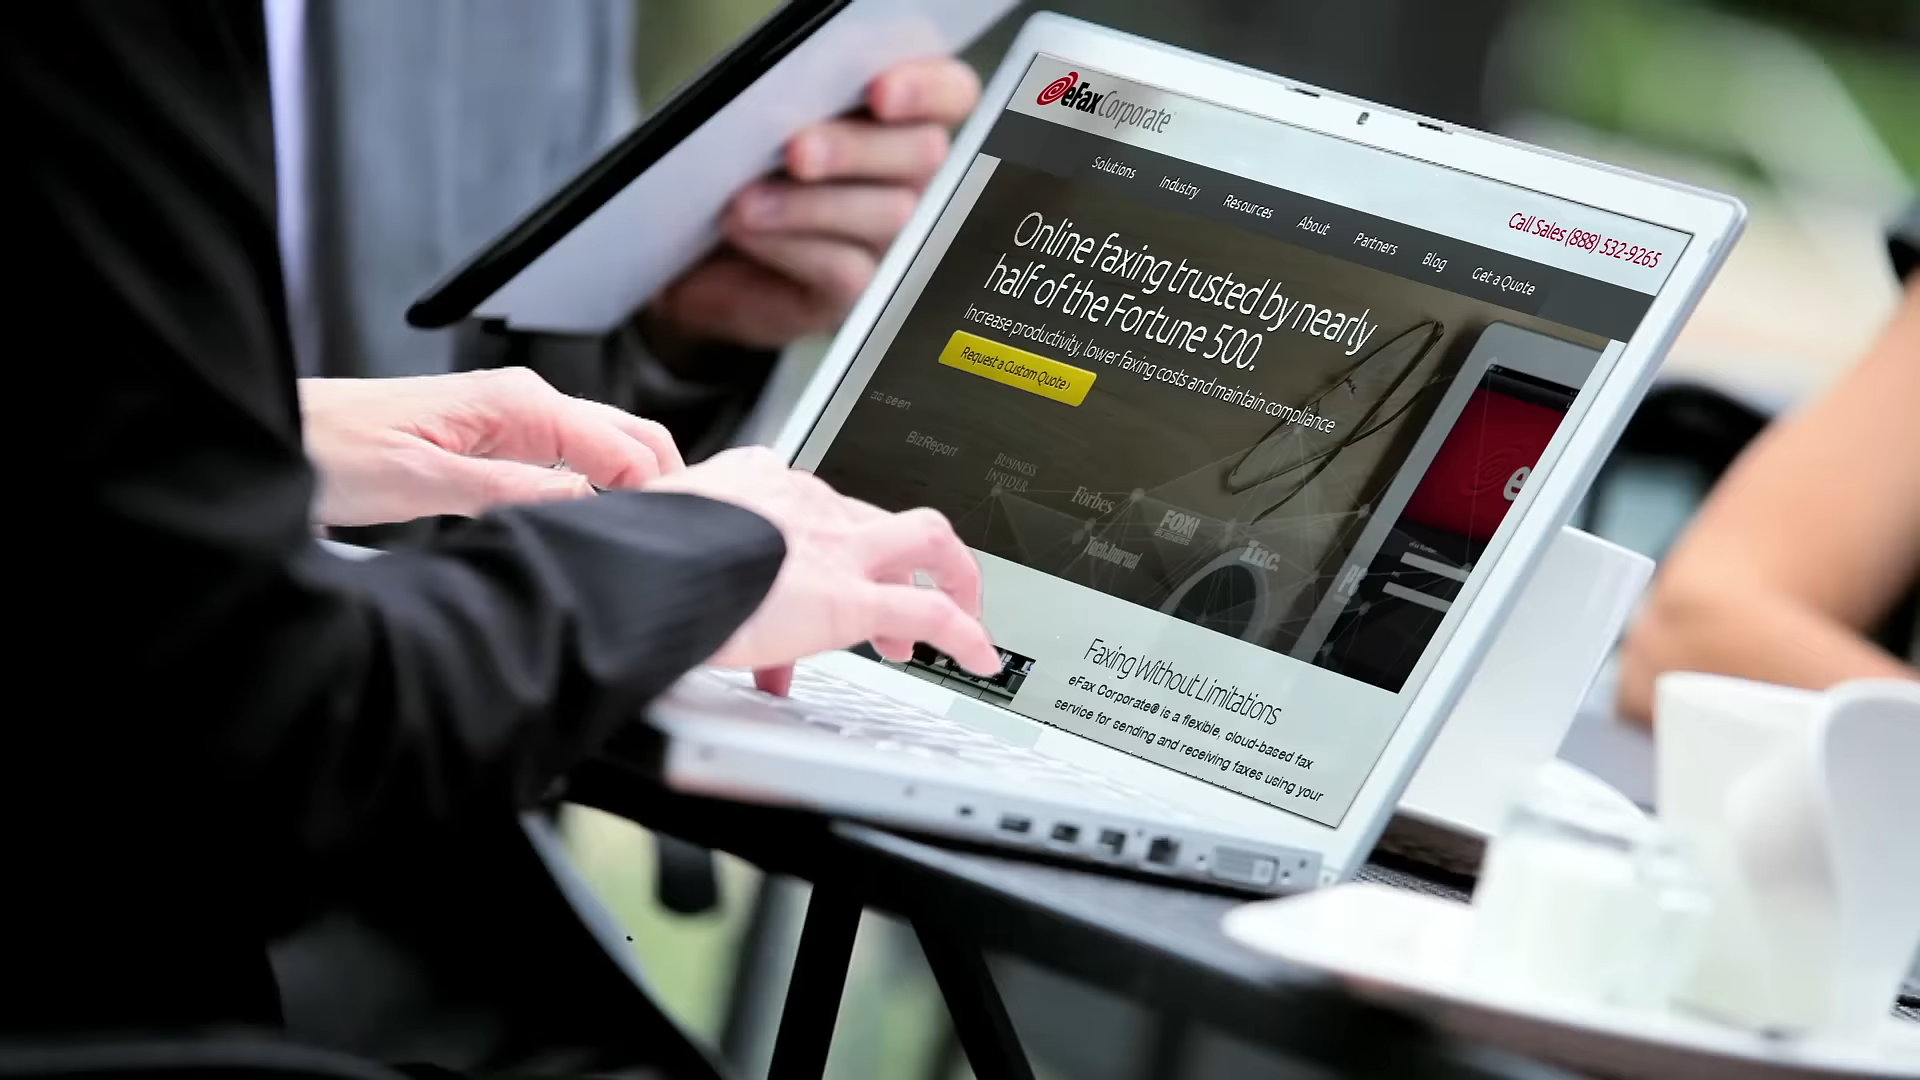 eFax Corporate
Call Sales (888) 532-9265
Solutions Industry Resources About Partners Blog Get a Quote
Online faxing trusted by nearly
half of the Fortune 500.
Increase productivity, lower faxing costs and maintain compliance
Request a Custom Quote›
as seen
BizReport
BUSINESS
INSIDER
Forbes
TechJournal
FOX
Inc.
Faxing Without Limitations
eFax Corporate® is a flexible, cloud-based fax
service for sending and receiving faxes using your